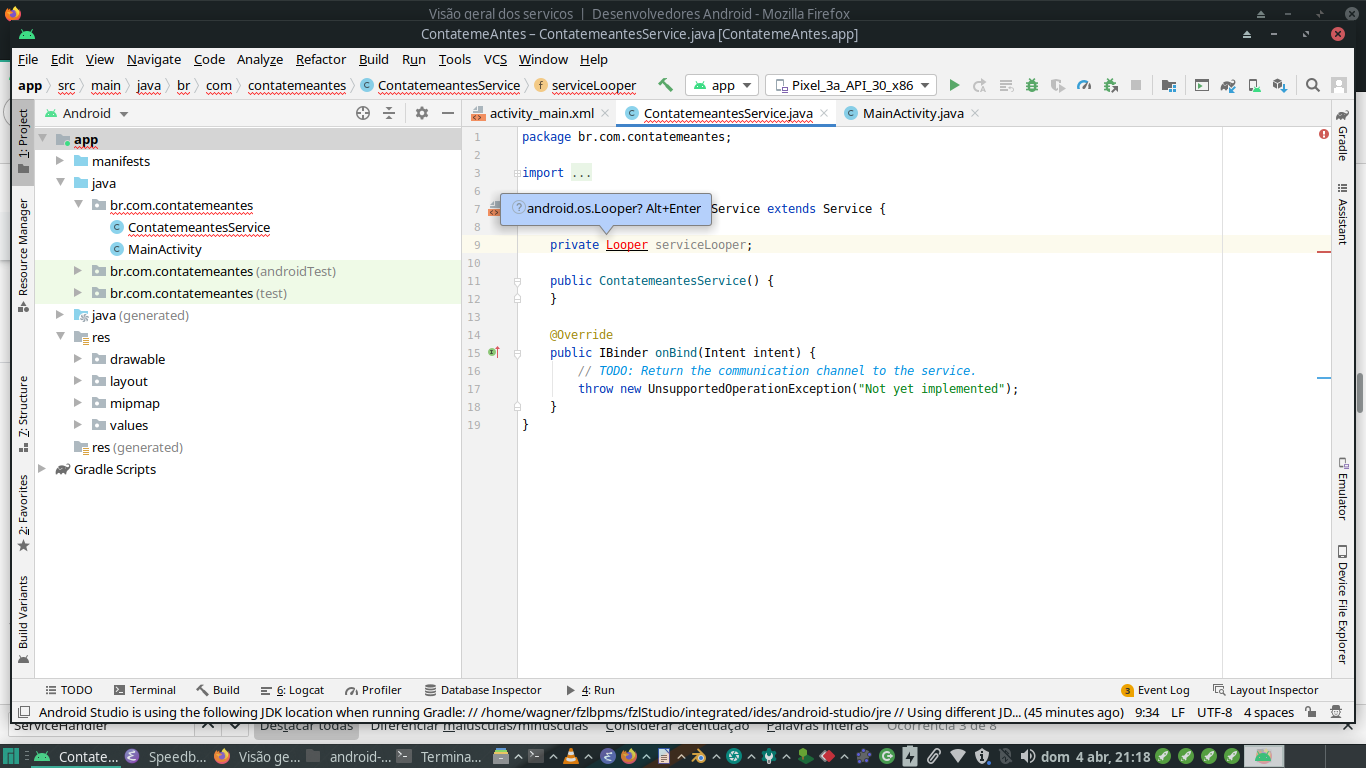 Visão geral dos servicos | Desenvolvedores Android - Mozilla Firefox
ContatemeAntes – ContatemeantesService.java [ContatemeAntes.app]
File Edit View Navigate Code Analyze Refactor Build Run Tools VCS Window Help
app src main java br com contatemeantes ContatemeantesService serviceLooper app Pixel_3a_API_30_x86
Android activity_main.xml ContatemeantesService.java MainActivity.java
1: Project
Resource Manager
7: Structure
2: Favorites
Build Variants
app
manifests
java
br.com.contatemeantes
ContatemeantesService
MainActivity
br.com.contatemeantes (androidTest)
br.com.contatemeantes (test)
java (generated)
res
drawable
layout
mipmap
values
res (generated)
Gradle Scripts
1 package br.com.contatemeantes;
2
3 import ...
6
?android.os.Looper? Alt+Enter
7 Service extends Service {
8
9 private Looper serviceLooper;
10
11 public ContatemeantesService() {
12 }
13
14 @Override
15 public IBinder onBind(Intent intent) {
16 // TODO: Return the communication channel to the service.
17 throw new UnsupportedOperationException("Not yet implemented");
18 }
19 }
Gradle
Assistant
Emulator
Device File Explorer
TODO Terminal Build 6: Logcat Profiler Database Inspector 4: Run 3 Event Log Layout Inspector
Android Studio is using the following JDK location when running Gradle: // /home/wagner/fzlbpms/fzlStudio/integrated/ides/android-studio/jre // Using different JD... (45 minutes ago) 9:34 LF UTF-8 4 spaces
ServiceHandler Destacar todas Diferenciar maiúsculas/minúsculas Considerar acentuação Palavras inteiras Ocorrência 3 de 8
Contate... Speedb... Visão ge... android-... Termina... dom 4 abr, 21:18